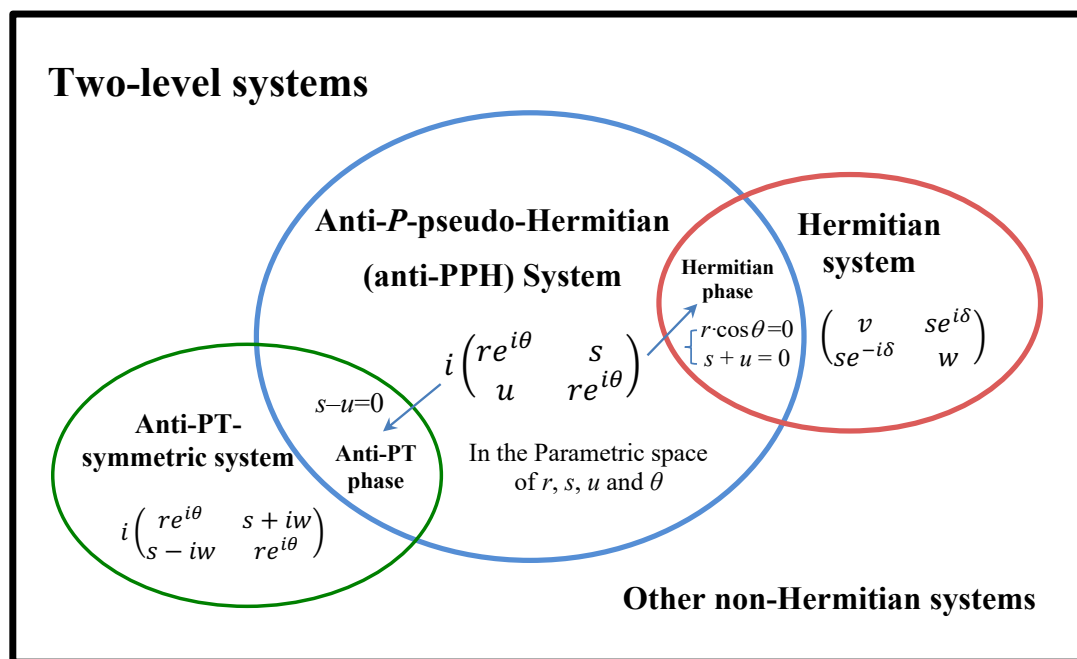 Two-level systems
Anti-P-pseudo-Hermitian
(anti-PPH) System
Hermitian
system
Hermitian
phase
r·cosθ=0
s + u = 0
( v se^{iδ}
se^{-iδ} w )
i ( re^{iθ} s
u re^{iθ} )
s–u=0
Anti-PT-
symmetric system
Anti-PT
phase
In the Parametric space
of r, s, u and θ
i ( re^{iθ} s + iw
s − iw re^{iθ} )
Other non-Hermitian systems